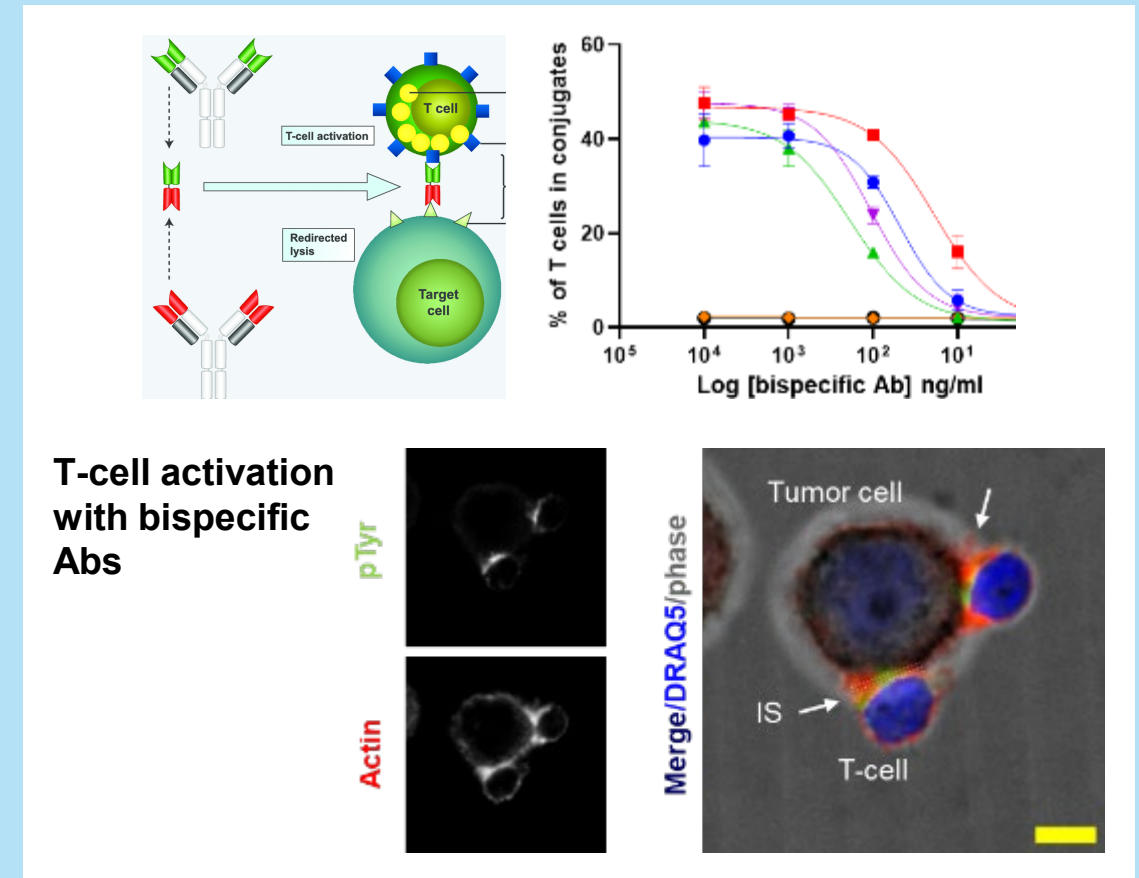 T cell
T-cell activation
Redirected
lysis
Target
cell
% of T cells in conjugates
60
40
20
0
10⁵ 10⁴ 10³ 10² 10¹
Log [bispecific Ab] ng/ml
T-cell activation
with bispecific
Abs
pTyr
Actin
Merge/DRAQ5/phase
Tumor cell
IS
T-cell